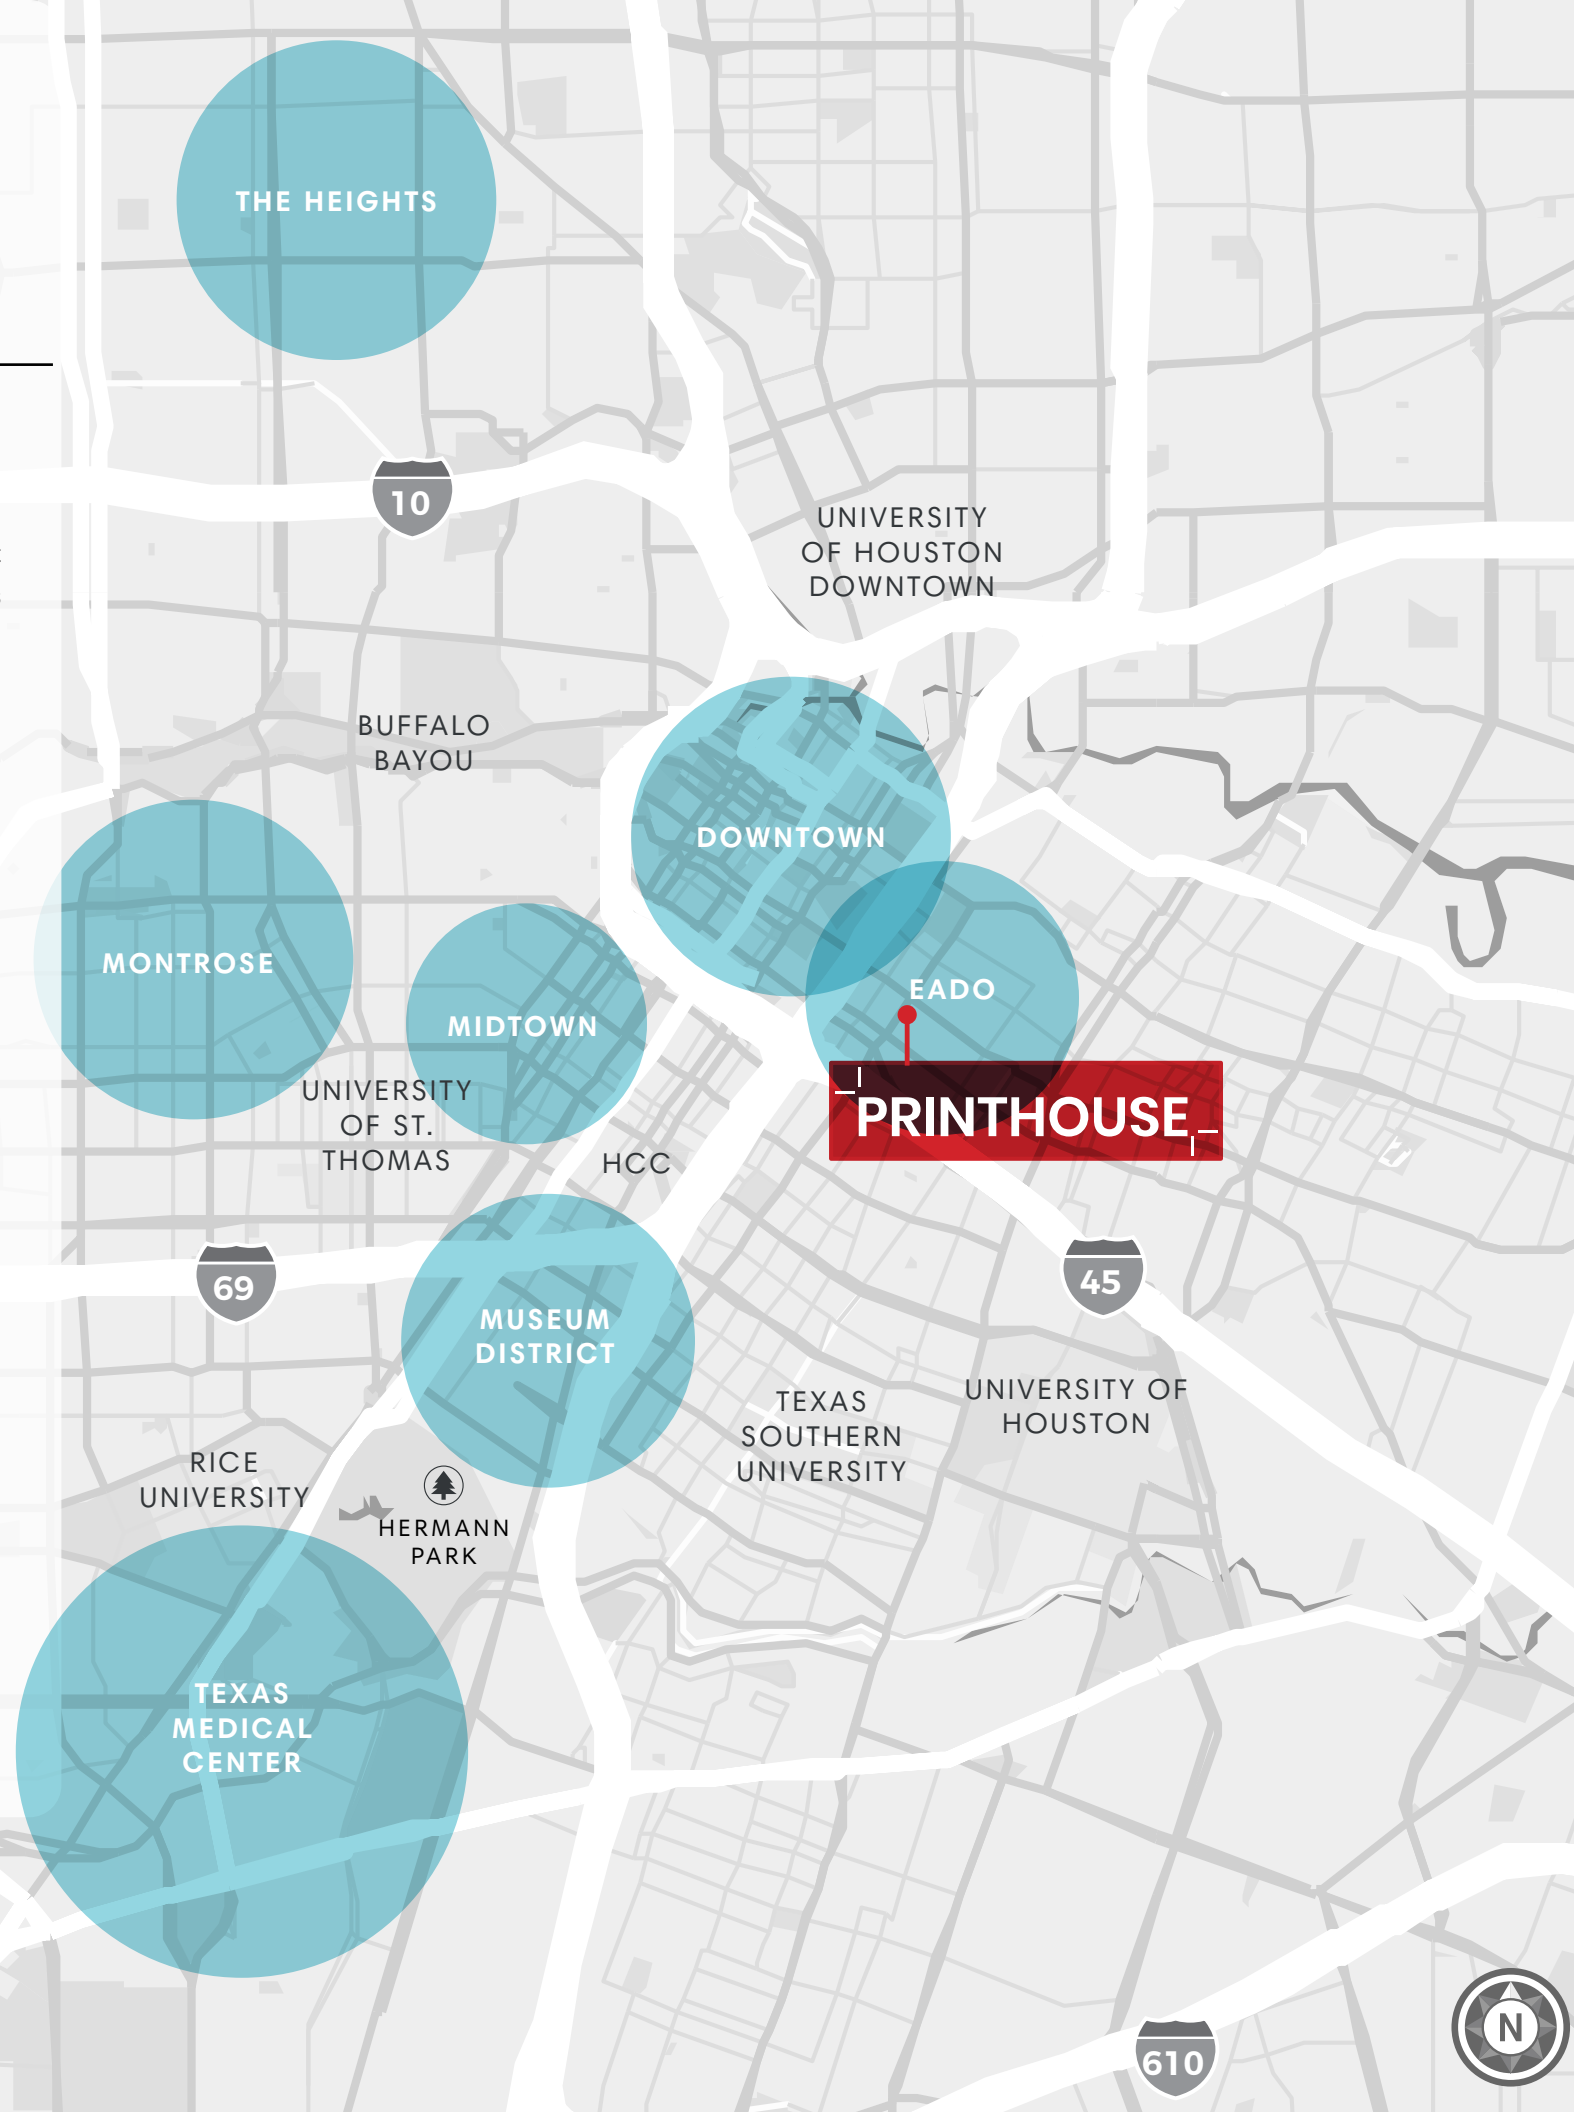 THE HEIGHTS
10
UNIVERSITY
OF HOUSTON
DOWNTOWN
BUFFALO
BAYOU
DOWNTOWN
MONTROSE
MIDTOWN
EADO
PRINTHOUSE
UNIVERSITY
OF ST.
THOMAS
HCC
69
45
MUSEUM
DISTRICT
TEXAS
SOUTHERN
UNIVERSITY
UNIVERSITY OF
HOUSTON
RICE
UNIVERSITY
HERMANN
PARK
TEXAS
MEDICAL
CENTER
N
610